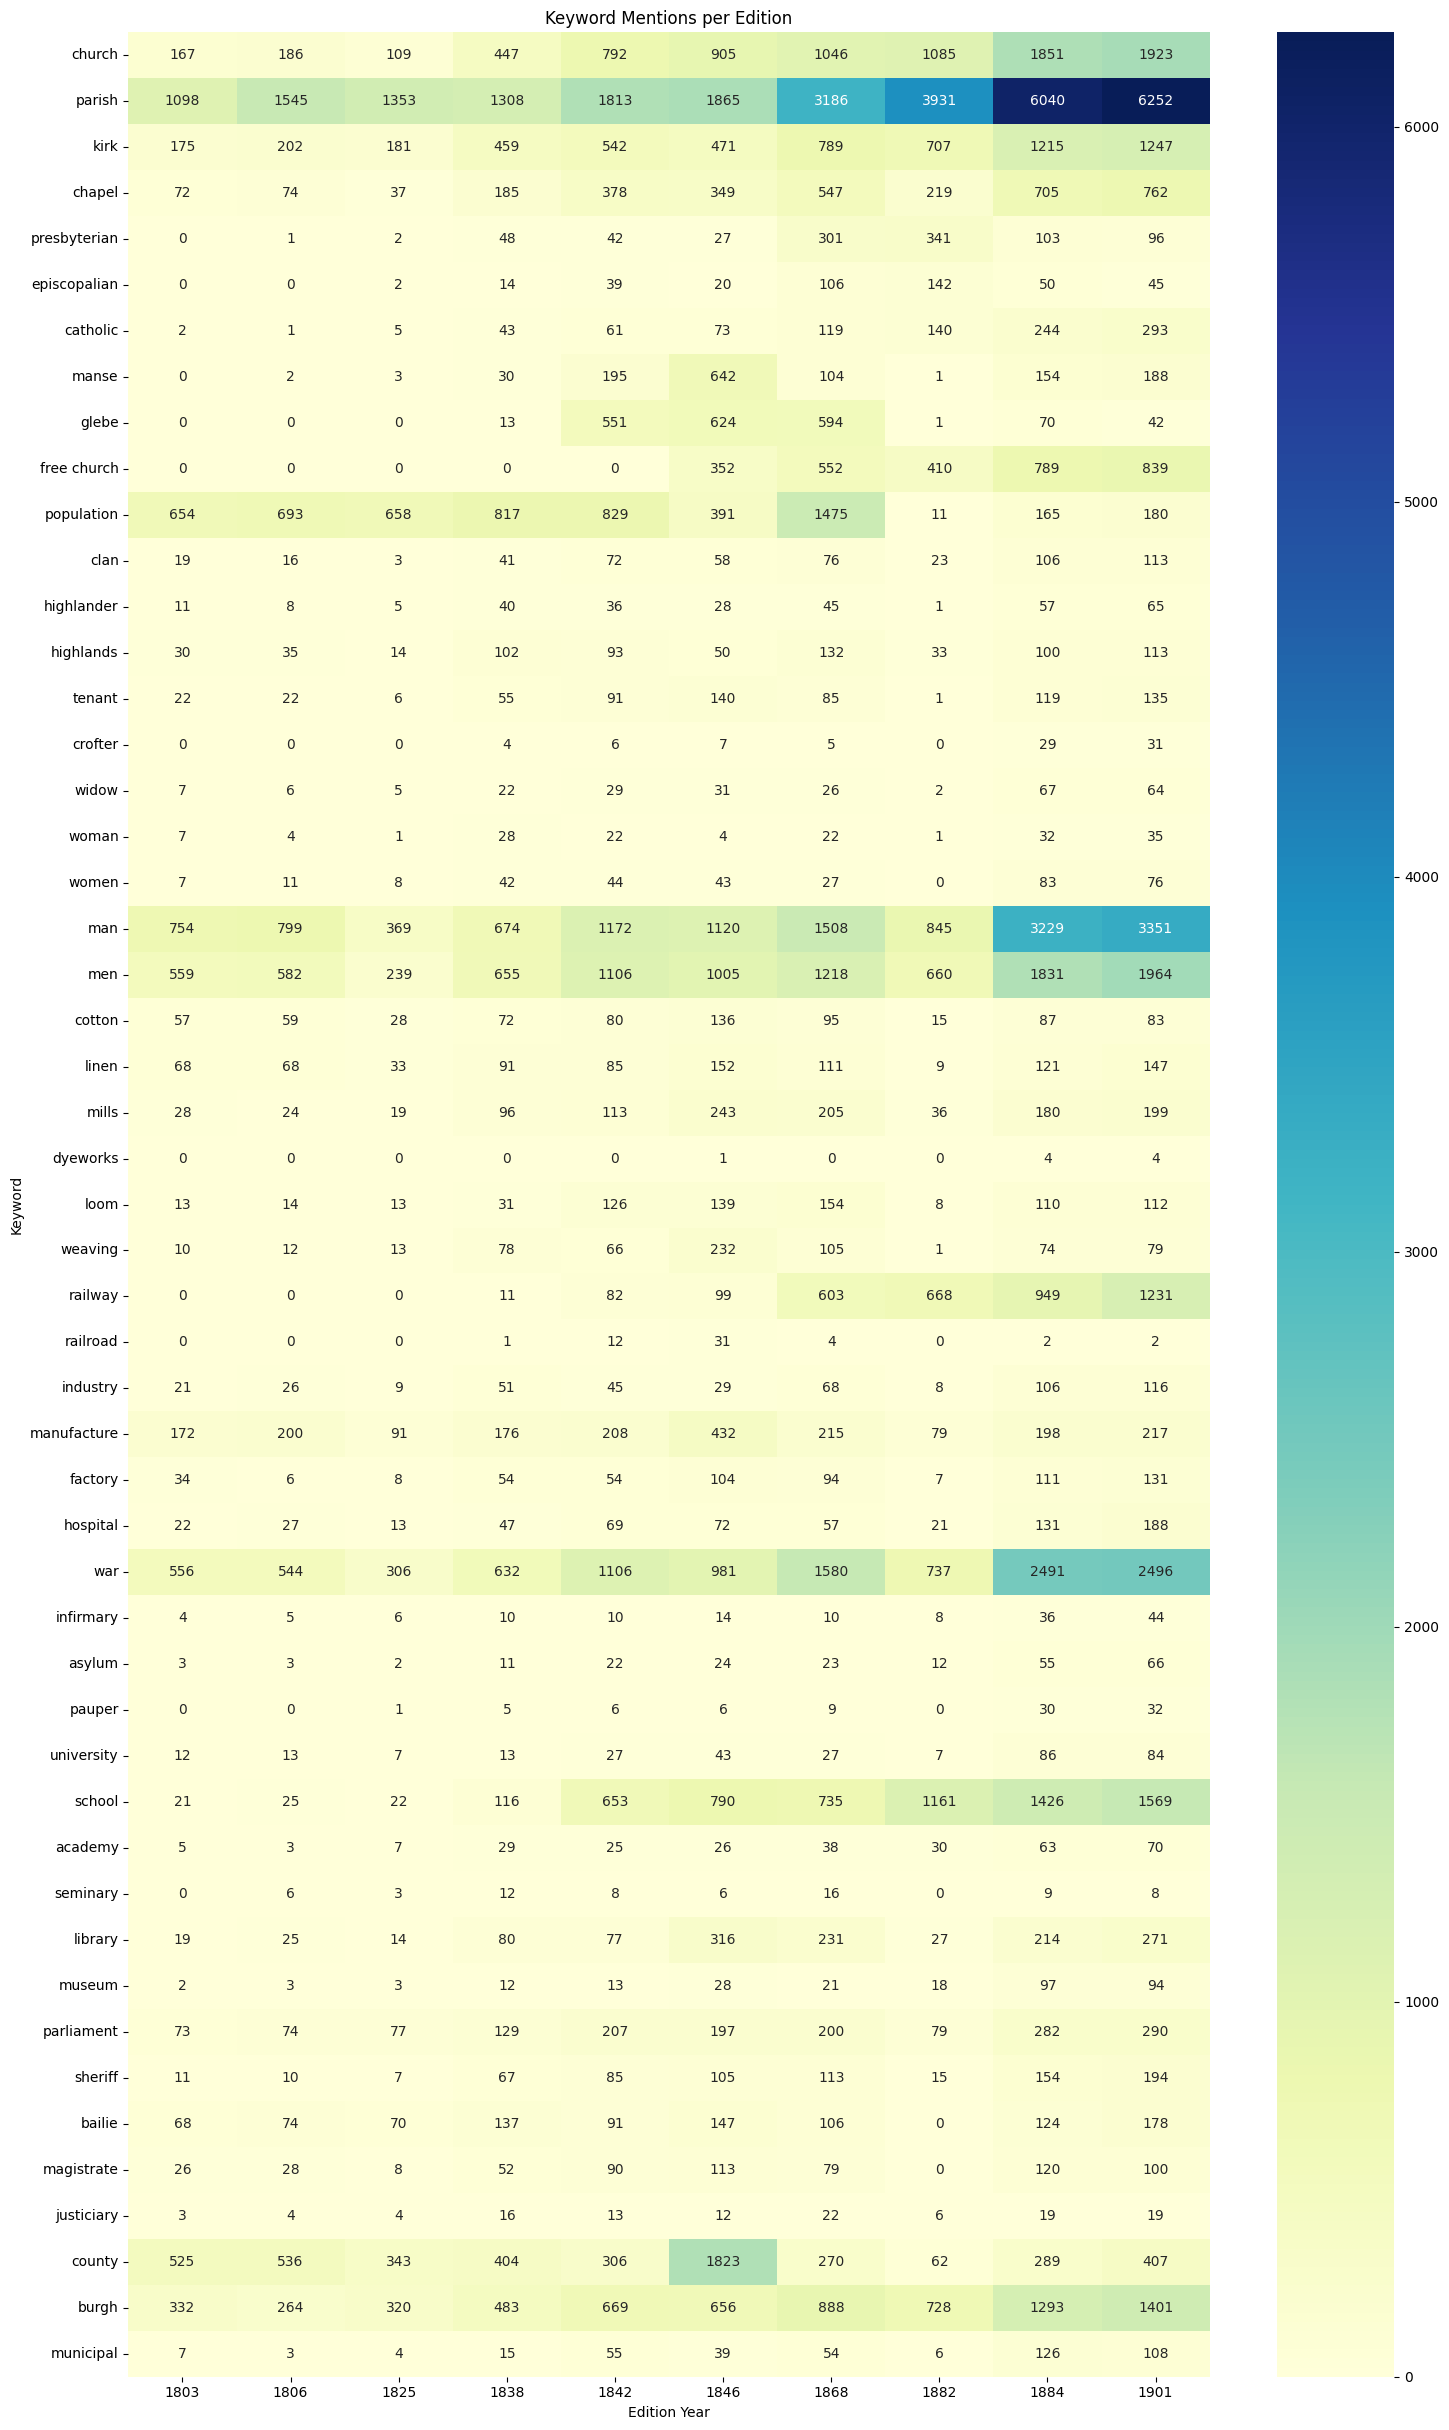 Keyword Mentions per Edition
church 167 186 109 447 792 905 1046 1085 1851 1923
parish 1098 1545 1353 1308 1813 1865 3186 3931 6040 6252
6000
kirk 175 202 181 459 542 471 789 707 1215 1247
chapel 72 74 37 185 378 349 547 219 705 762
presbyterian 0 1 2 48 42 27 301 341 103 96
episcopalian 0 0 2 14 39 20 106 142 50 45
catholic 2 1 5 43 61 73 119 140 244 293
manse 0 2 3 30 195 642 104 1 154 188
glebe 0 0 0 13 551 624 594 1 70 42
free church 0 0 0 0 0 352 552 410 789 839
5000
population 654 693 658 817 829 391 1475 11 165 180
clan 19 16 3 41 72 58 76 23 106 113
highlander 11 8 5 40 36 28 45 1 57 65
highlands 30 35 14 102 93 50 132 33 100 113
tenant 22 22 6 55 91 140 85 1 119 135
crofter 0 0 0 4 6 7 5 0 29 31
widow 7 6 5 22 29 31 26 2 67 64
woman 7 4 1 28 22 4 22 1 32 35
4000
women 7 11 8 42 44 43 27 0 83 76
man 754 799 369 674 1172 1120 1508 845 3229 3351
men 559 582 239 655 1106 1005 1218 660 1831 1964
cotton 57 59 28 72 80 136 95 15 87 83
linen 68 68 33 91 85 152 111 9 121 147
mills 28 24 19 96 113 243 205 36 180 199
dyeworks 0 0 0 0 0 1 0 0 4 4
Keyword
loom 13 14 13 31 126 139 154 8 110 112
weaving 10 12 13 78 66 232 105 1 74 79
3000
railway 0 0 0 11 82 99 603 668 949 1231
railroad 0 0 0 1 12 31 4 0 2 2
industry 21 26 9 51 45 29 68 8 106 116
manufacture 172 200 91 176 208 432 215 79 198 217
factory 34 6 8 54 54 104 94 7 111 131
hospital 22 27 13 47 69 72 57 21 131 188
war 556 544 306 632 1106 981 1580 737 2491 2496
infirmary 4 5 6 10 10 14 10 8 36 44
2000
asylum 3 3 2 11 22 24 23 12 55 66
pauper 0 0 1 5 6 6 9 0 30 32
university 12 13 7 13 27 43 27 7 86 84
school 21 25 22 116 653 790 735 1161 1426 1569
academy 5 3 7 29 25 26 38 30 63 70
seminary 0 6 3 12 8 6 16 0 9 8
library 19 25 14 80 77 316 231 27 214 271
museum 2 3 3 12 13 28 21 18 97 94
1000
parliament 73 74 77 129 207 197 200 79 282 290
sheriff 11 10 7 67 85 105 113 15 154 194
bailie 68 74 70 137 91 147 106 0 124 178
magistrate 26 28 8 52 90 113 79 0 120 100
justiciary 3 4 4 16 13 12 22 6 19 19
county 525 536 343 404 306 1823 270 62 289 407
burgh 332 264 320 483 669 656 888 728 1293 1401
municipal 7 3 4 15 55 39 54 6 126 108
0
1803 1806 1825 1838 1842 1846 1868 1882 1884 1901
Edition Year